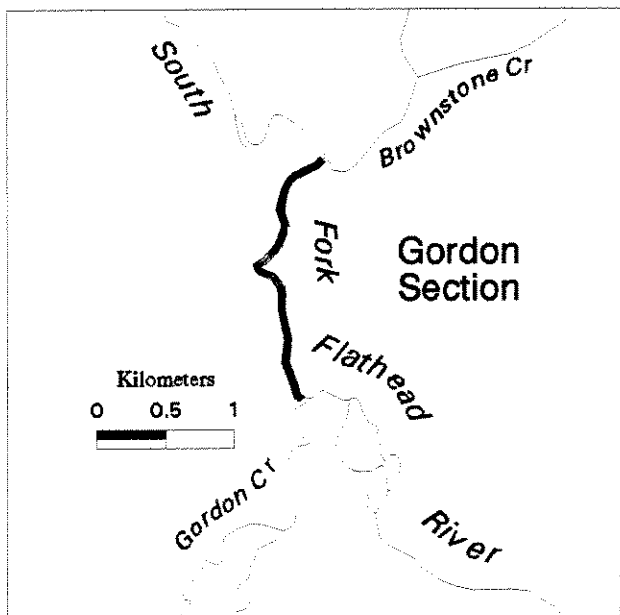 South
Brownstone Cr
Fork
Gordon
Section
Flathead
Kilometers
0 0.5 1
Gordon Cr
River